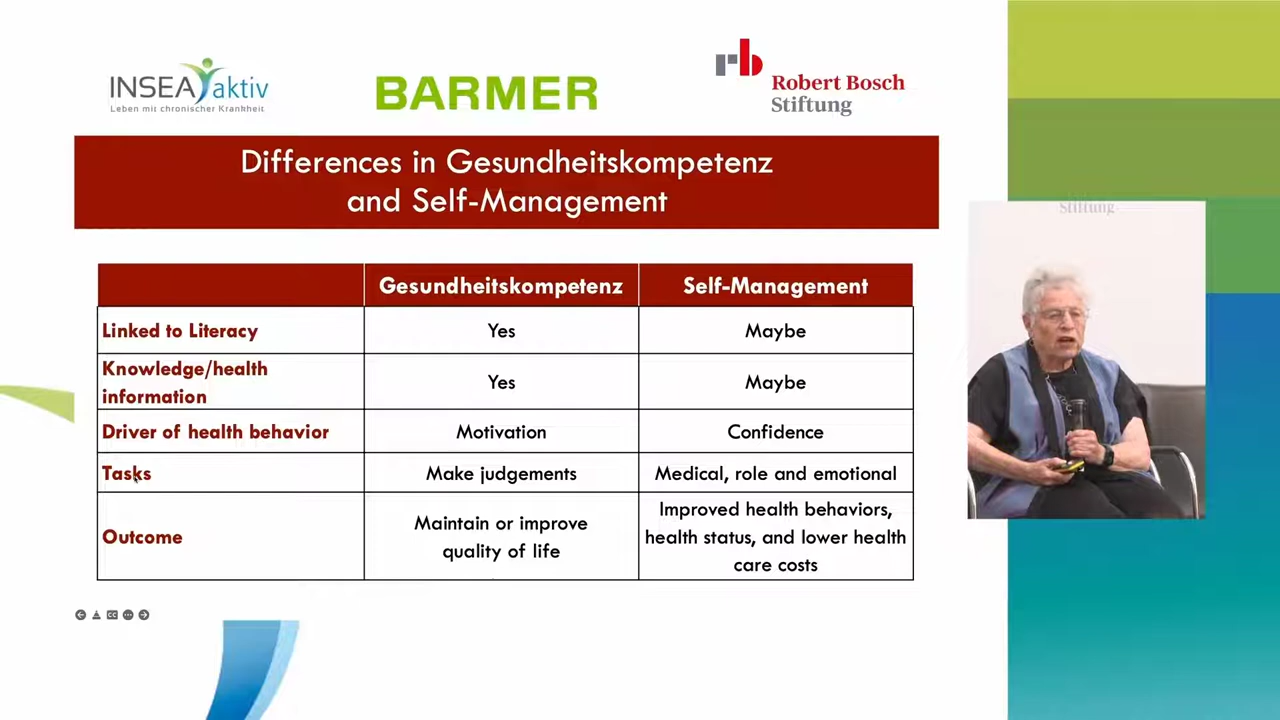 INSEA aktiv
Leben mit chronischer Krankheit
BARMER
Robert Bosch
Stiftung
Differences in Gesundheitskompetenz
and Self-Management
Gesundheitskompetenz Self-Management
Linked to Literacy Yes Maybe
Knowledge/health
information Yes Maybe
Driver of health behavior Motivation Confidence
Tasks Make judgements Medical, role and emotional
Outcome Maintain or improve
quality of life
Improved health behaviors,
health status, and lower health
care costs
Stiftung